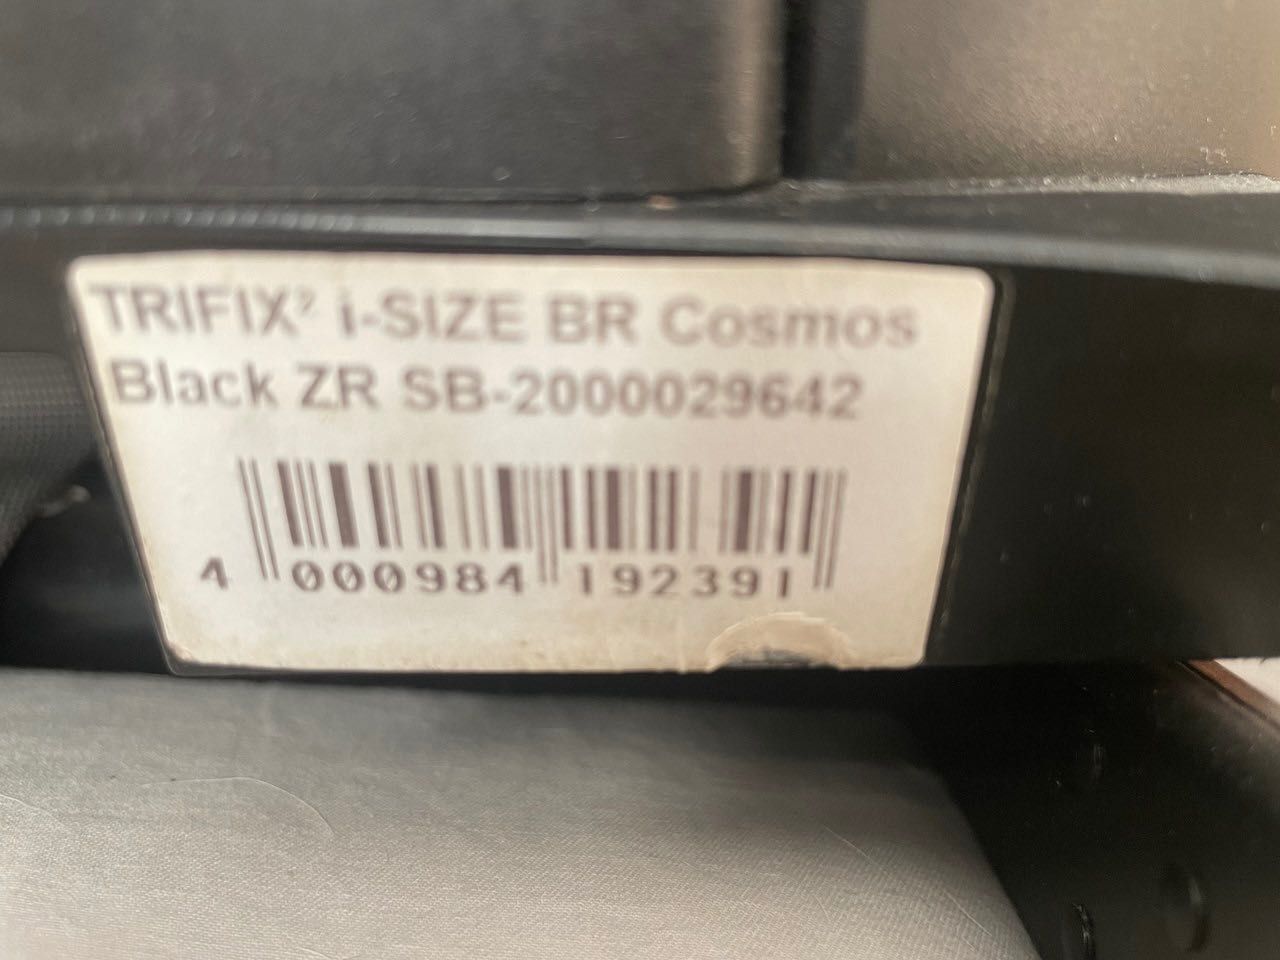 TRIFIX² i-SIZE BR Cosmos
Black ZR SB-2000029642
4 000984 192391